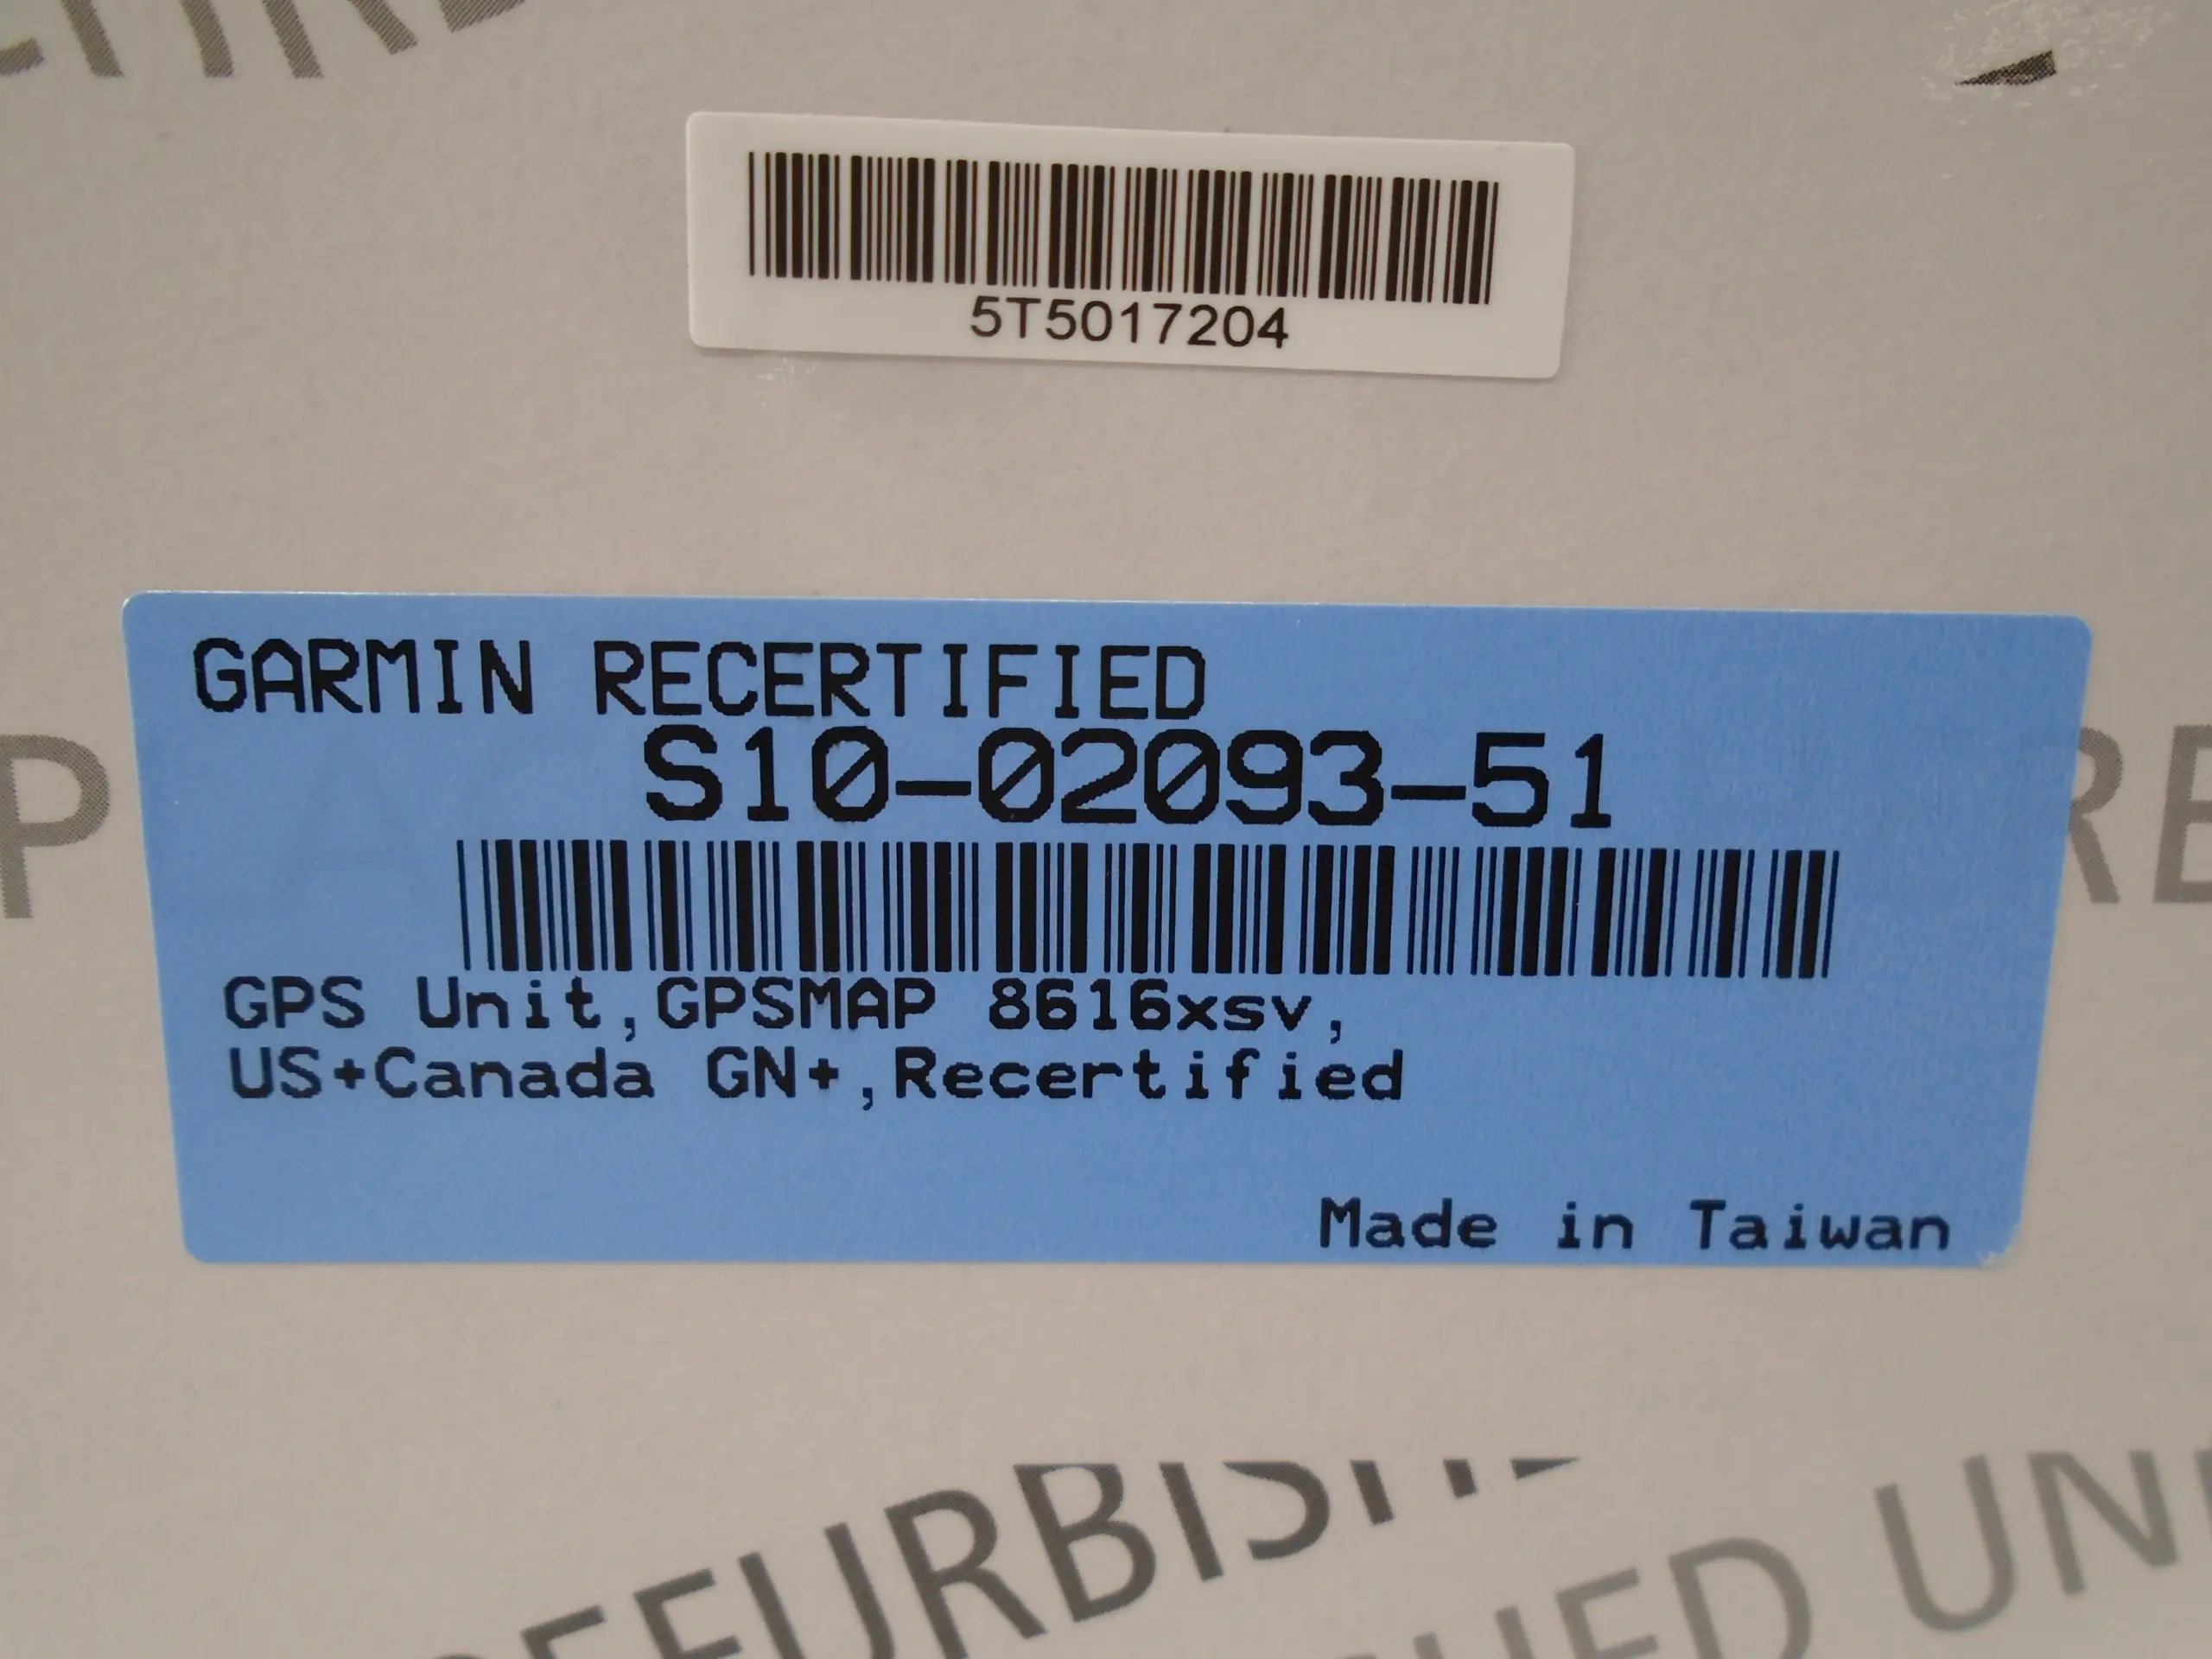 5T5017204
GARMIN RECERTIFIED
S10-02093-51
GPS Unit,GPSMAP 8616xsv,
US+Canada GN+,Recertified
Made in Taiwan